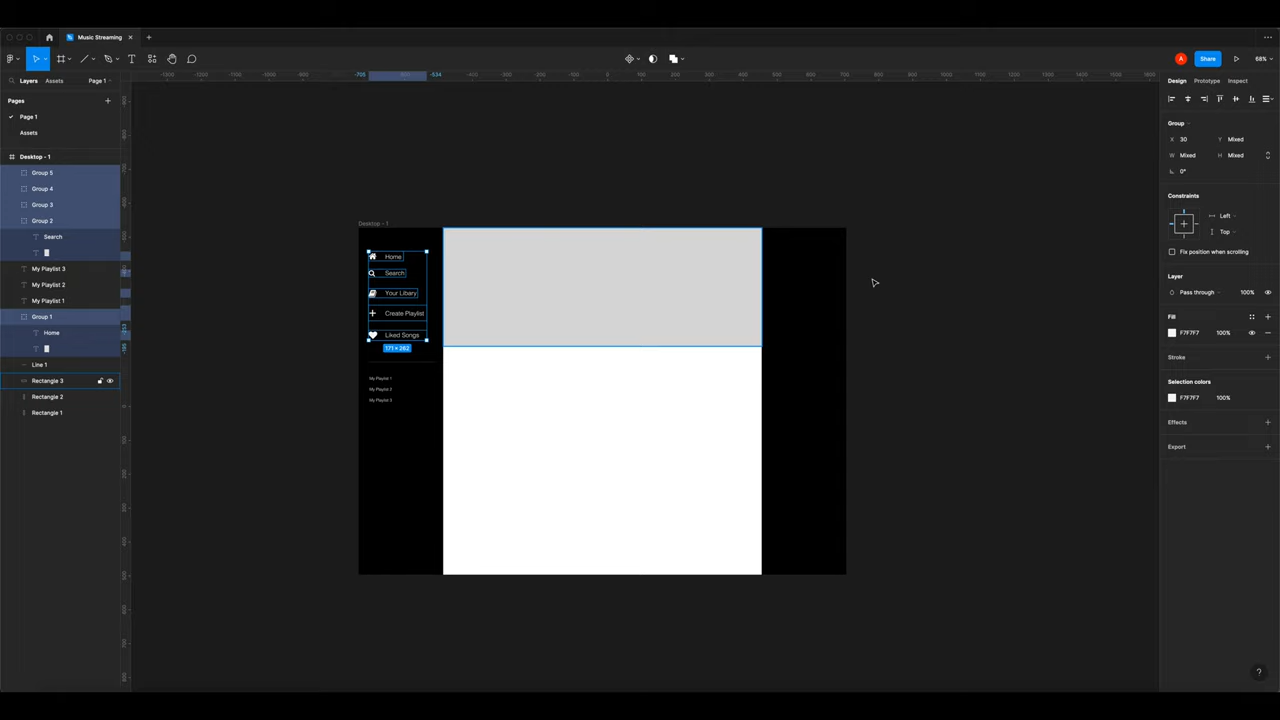 Music Streaming
Share
68%
Layers
Assets
Page 1
Pages
Page 1
Assets
Desktop - 1
Group 5
Group 4
Group 3
Group 2
Search
My Playlist 3
My Playlist 2
My Playlist 1
Group 1
Home
Line 1
Rectangle 3
Rectangle 2
Rectangle 1
-705
-534
Desktop - 1
Home
Search
Your Libary
Create Playlist
Liked Songs
171 × 262
My Playlist 1
My Playlist 2
My Playlist 3
Design
Prototype
Inspect
Group
X 30
Y Mixed
W Mixed
H Mixed
0°
Constraints
Left
Top
Fix position when scrolling
Layer
Pass through
100%
Fill
F7F7F7
100%
Stroke
Selection colors
F7F7F7
100%
Effects
Export
?